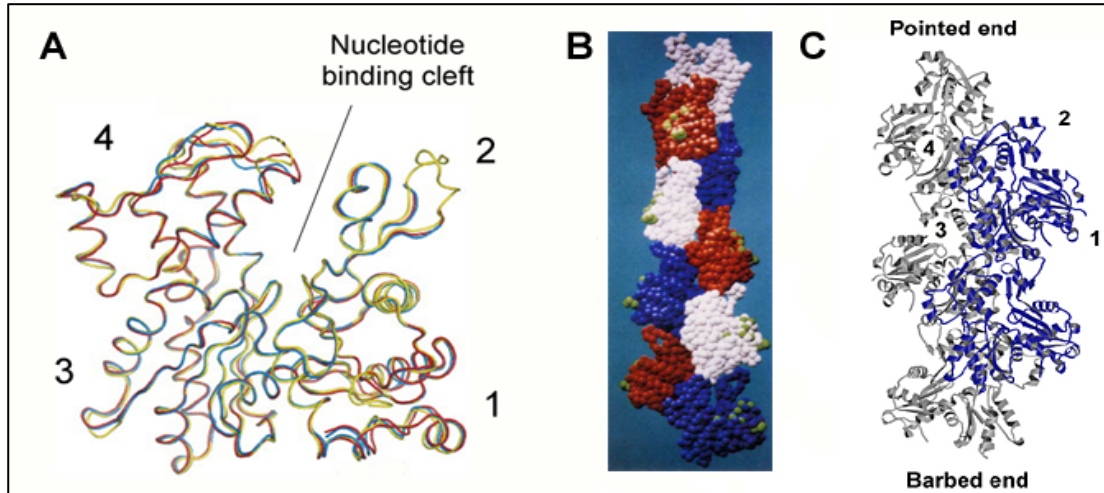 A
Nucleotide
binding cleft
4
2
3
1
B
C
Pointed end
2
4
3
1
Barbed end